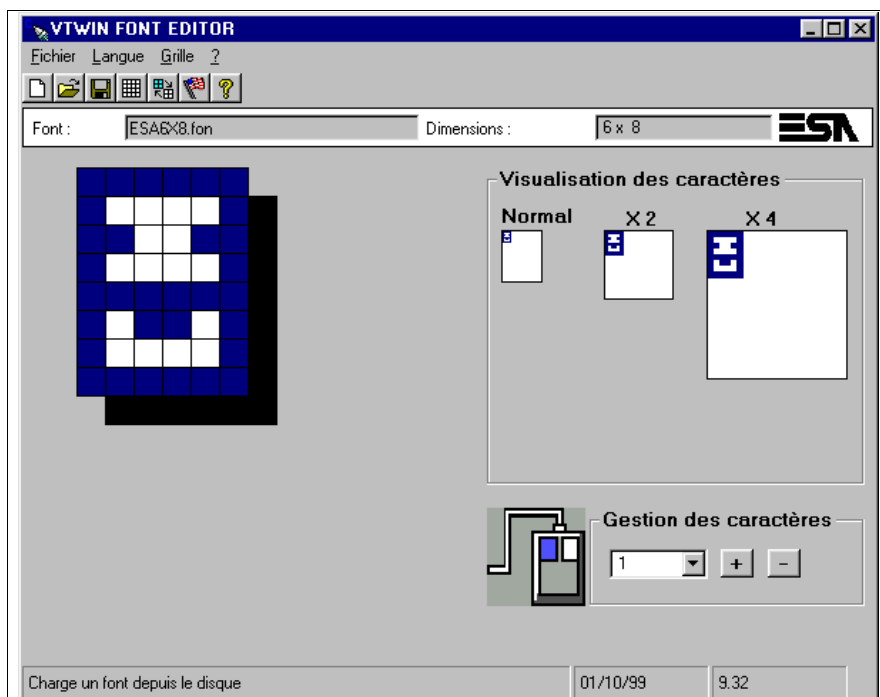 VTWIN FONT EDITOR
Fichier Langue Grille ?
Font : ESA6X8.fon Dimensions : 6 x 8 ESA
Visualisation des caractères
Normal X 2 X 4
Gestion des caractères
1 + -
Charge un font depuis le disque 01/10/99 9.32